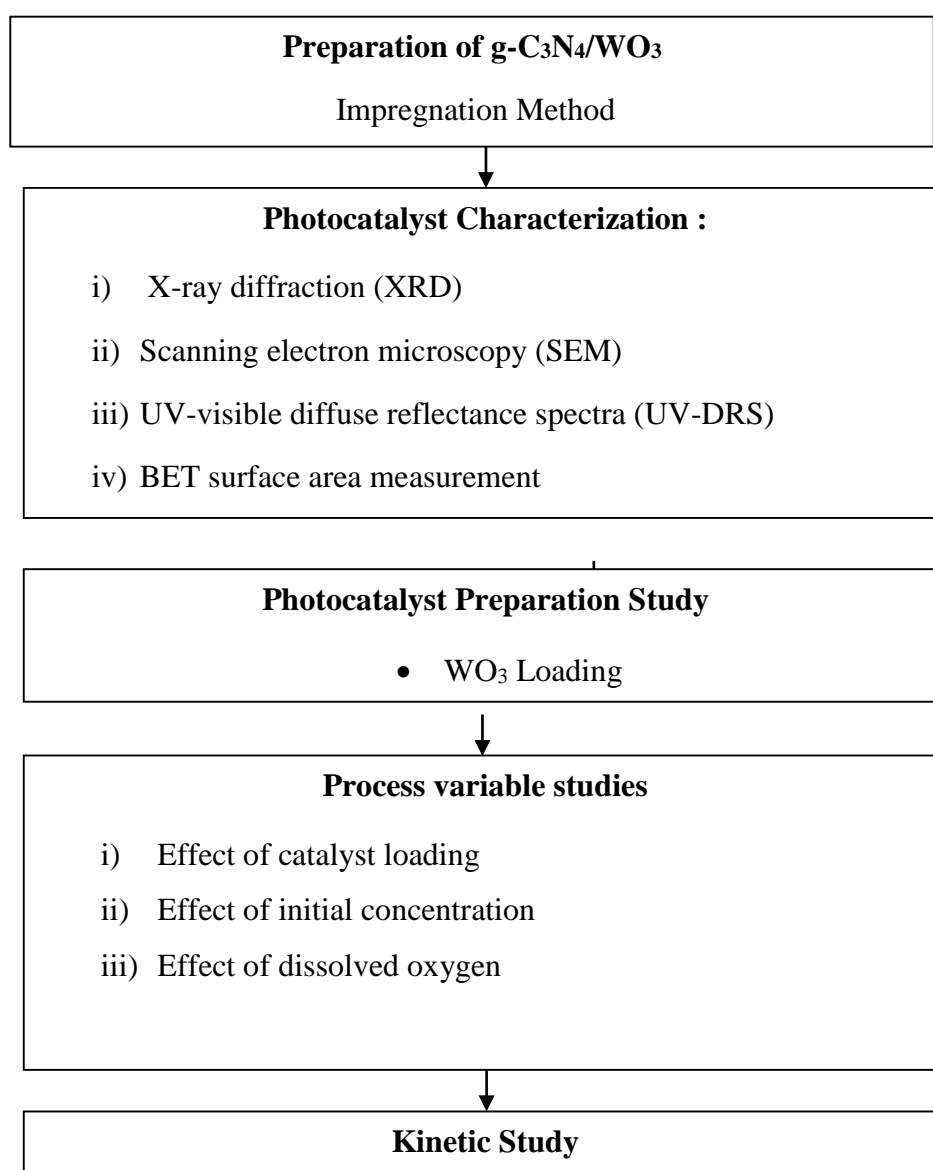 Preparation of g-C₃N₄/WO₃
Impregnation Method
Photocatalyst Characterization :
i) X-ray diffraction (XRD)
ii) Scanning electron microscopy (SEM)
iii) UV-visible diffuse reflectance spectra (UV-DRS)
iv) BET surface area measurement
Photocatalyst Preparation Study
• WO₃ Loading
Process variable studies
i) Effect of catalyst loading
ii) Effect of initial concentration
iii) Effect of dissolved oxygen
Kinetic Study